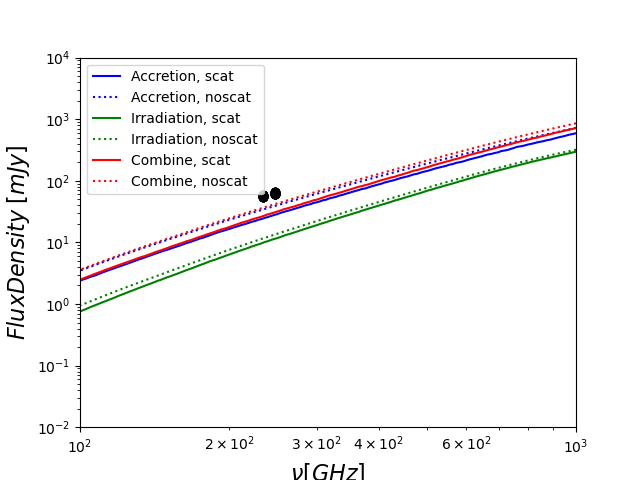 10^4
10^3
10^2
10^1
10^0
10^-1
10^-2
FluxDensity [mJy]
Accretion, scat
Accretion, noscat
Irradiation, scat
Irradiation, noscat
Combine, scat
Combine, noscat
10^2
2 × 10^2
3 × 10^2
4 × 10^2
6 × 10^2
10^3
ν[GHz]